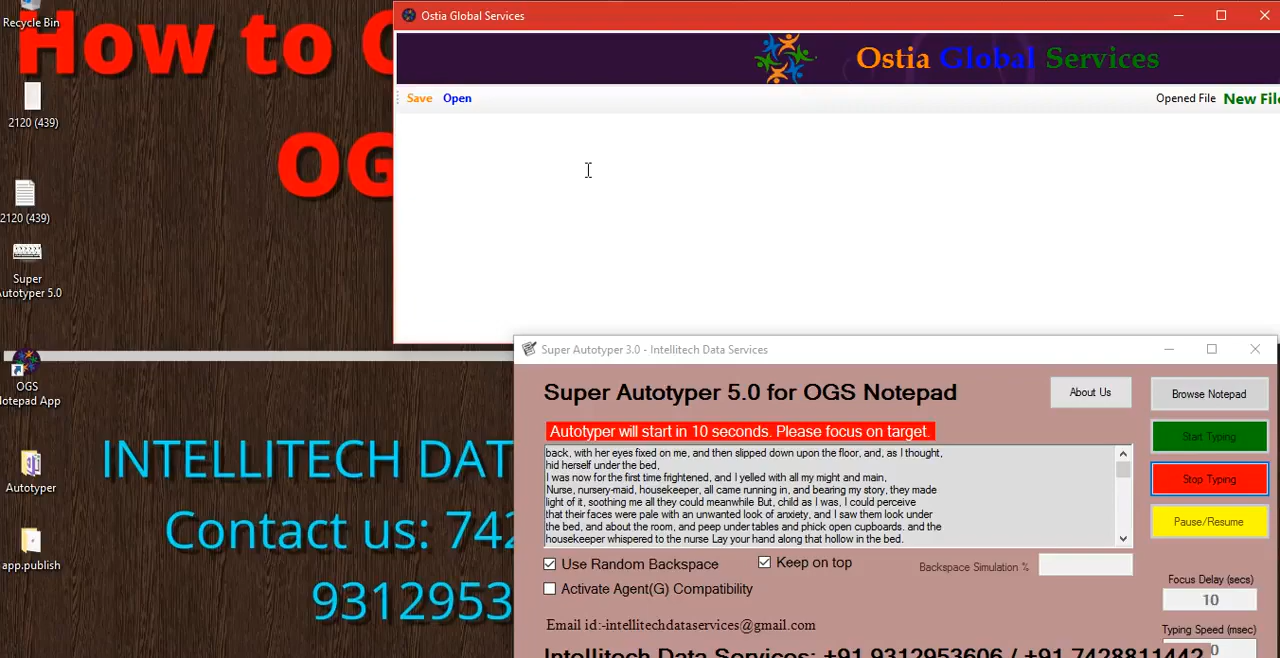 Recycle Bin
How to
OGS
2120 (439)
2120 (439)
Super
Autotyper 5.0
OGS
Notepad App
Autotyper
app.publish
INTELLITECH DAT
Contact us: 742
9312953
Ostia Global Services
Ostia Global Services
Save Open Opened File New File
Super Autotyper 3.0 - Intellitech Data Services
Super Autotyper 5.0 for OGS Notepad
About Us
Browse Notepad
Autotyper will start in 10 seconds. Please focus on target.
Start Typing
back, with her eyes fixed on me, and then slipped down upon the floor, and, as I thought,
hid herself under the bed,
I was now for the first time frightened, and I yelled with all my might and main,
Nurse, nursery-maid, housekeeper, all came running in, and bearing my story, they made
light of it, soothing me all they could meanwhile But, child as I was, I could perceive
that their faces were pale with an unwanted look of anxiety, and I saw them look under
the bed, and about the room, and peep under tables and phick open cupboards. and the
housekeeper whispered to the nurse Lay your hand along that hollow in the bed.
Stop Typing
Pause/Resume
Use Random Backspace
Keep on top
Backspace Simulation %
Activate Agent(G) Compatibility
Focus Delay (secs)
10
Email id:-intellitechdataservices@gmail.com
Typing Speed (msec)
0
Intellitech Data Services: +91 9312953606 / +91 7428811442